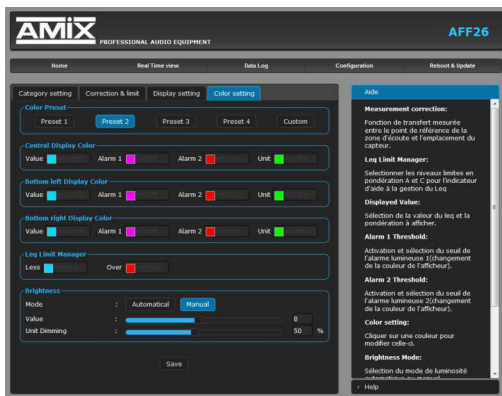 AMIX
PROFESSIONAL AUDIO EQUIPMENT
AFF26
Home Real Time view Data Log Configuration Reboot & Update
Category setting Correction & limit Display setting Color setting
Color Preset
Preset 1 Preset 2 Preset 3 Preset 4 Custom
Central Display Color
Value Alarm 1 Alarm 2 Unit
Bottom left Display Color
Value Alarm 1 Alarm 2 Unit
Bottom right Display Color
Value Alarm 1 Alarm 2 Unit
Leq Limit Manager
Less Over
Brightness
Mode : Automatical Manual
Value : 8
Unit Dimming : 50 %
Save
Aide
Measurement correction:
Fonction de transfert mesurée
entre le point de référence de la
zone d'écoute et l'emplacement du
capteur.
Leq Limit Manager:
Selectionner les niveaux limites en
pondération A et C pour l'indicateur
d'aide à la gestion du Leq
Displayed Value:
Sélection de la valeur du leq et la
pondération à afficher.
Alarm 1 Threshold:
Activation et sélection du seuil de
l'alarme lumineuse 1(changement
de la couleur de l'afficheur).
Alarm 2 Threshold:
Activation et sélection du seuil de
l'alarme lumineuse 2(changement
de la couleur de l'afficheur).
Color setting:
Cliquer sur une couleur pour
modifier celle-ci.
Brightness Mode:
Sélection du mode de luminosité
automatique ou manuel
Help